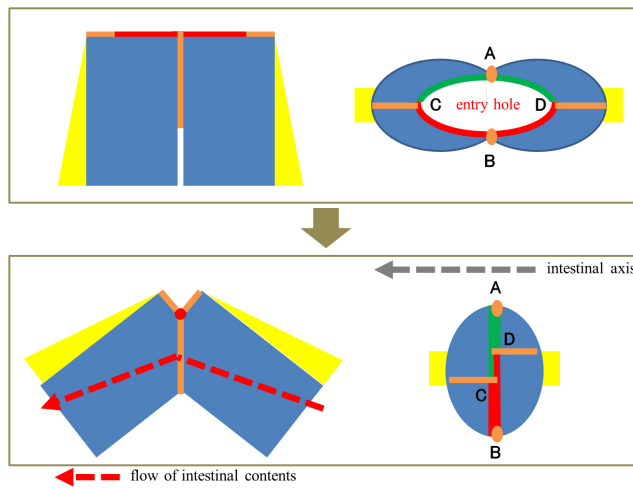 A
C entry hole D
B
intestinal axis
A
D
C
B
flow of intestinal contents